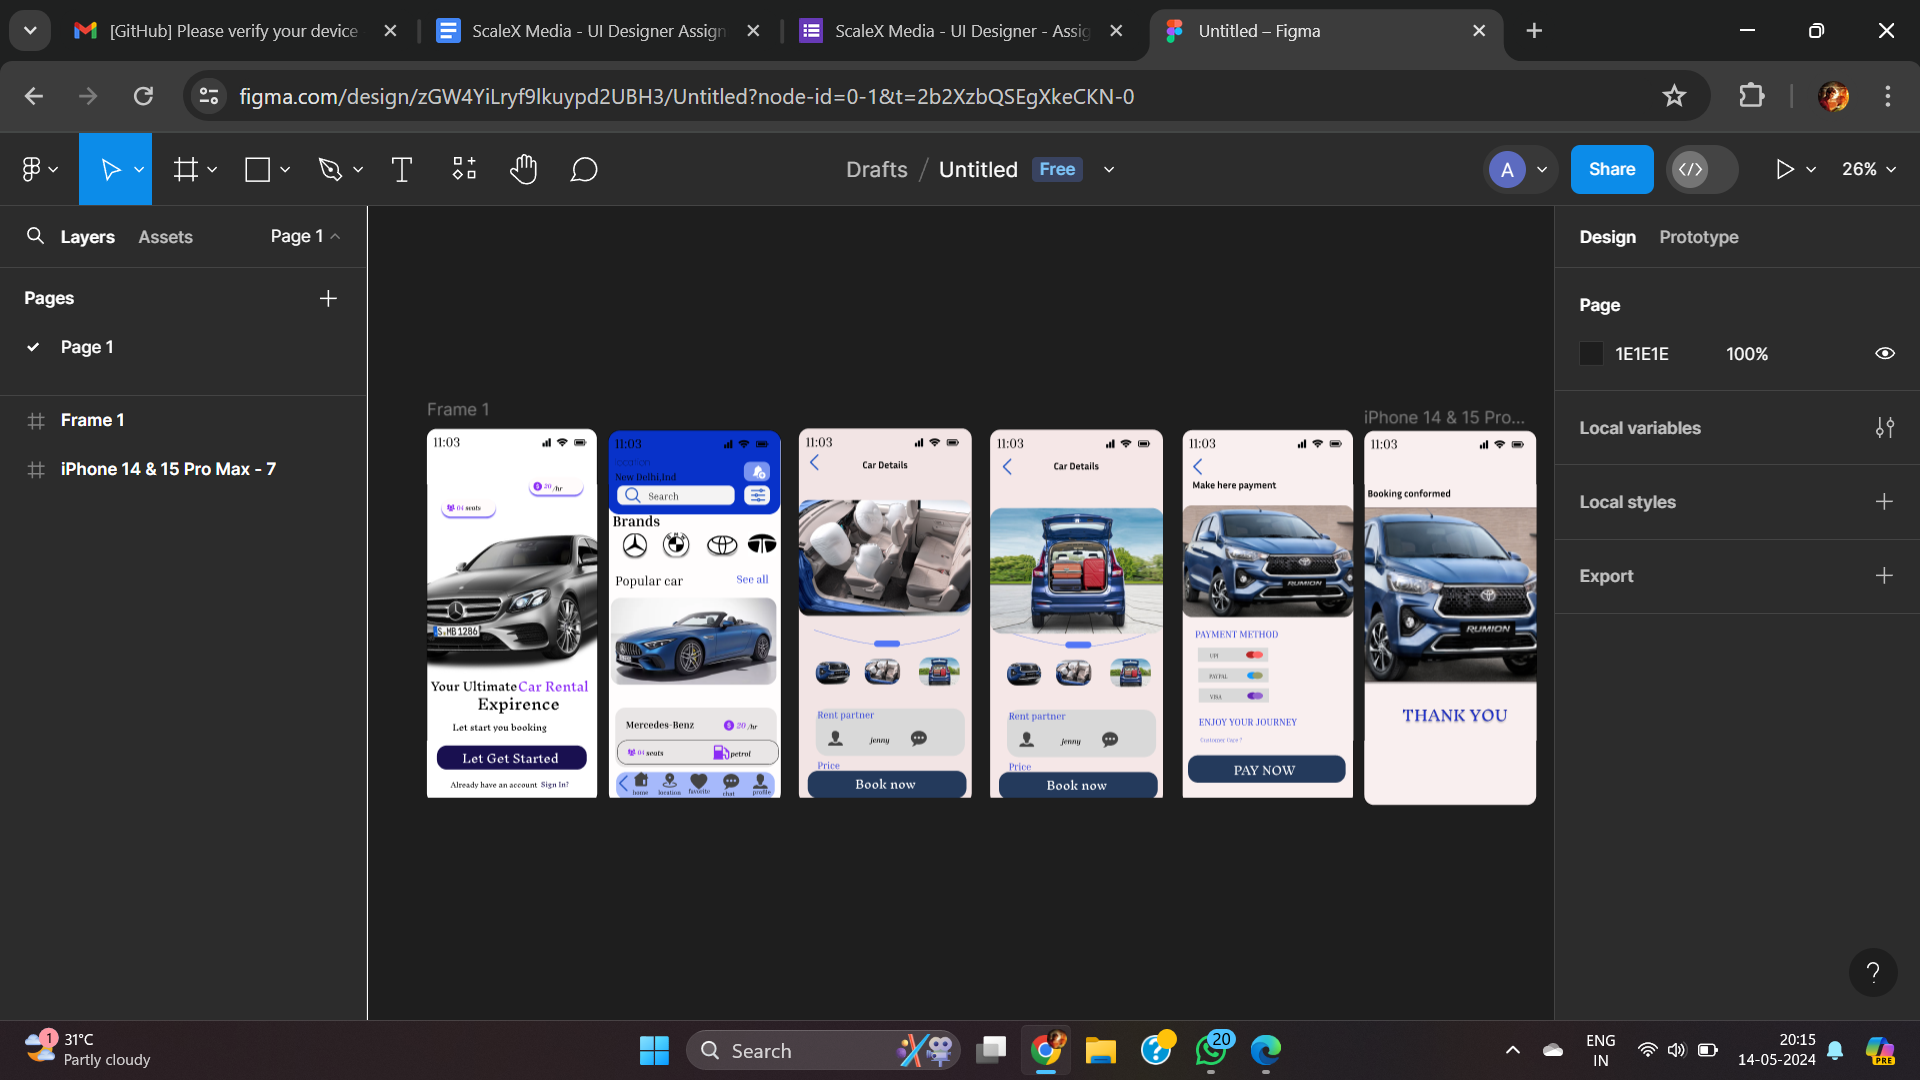 [GitHub] Please verify your device
ScaleX Media - UI Designer Assign
ScaleX Media - UI Designer - Assig
Untitled – Figma
figma.com/design/zGW4YiLryf9lkuypd2UBH3/Untitled?node-id=0-1&t=2b2XzbQSEgXkeCKN-0
Drafts / Untitled Free
A
Share
26%
Layers
Assets
Page 1
Pages
Page 1
Frame 1
iPhone 14 & 15 Pro Max - 7
Frame 1
11:03
$ 20 /hr
04 seats
S·MB 1286
Your Ultimate Car Rental
Expirence
Let start you booking
Let Get Started
Already have an account Sign In?
11:03
location
New Delhi,Ind
Search
Brands
Popular car
See all
Mercedes-Benz
$ 20 /hr
04 seats
petrol
home
location
favorite
chat
profile
11:03
Car Details
Rent partner
jenny
Price
Book now
11:03
Car Details
Rent partner
jenny
Price
Book now
11:03
Make here payment
RUMION
PAYMENT METHOD
UPI
PAYPAL
VISA
ENJOY YOUR JOURNEY
Customer Care ?
PAY NOW
iPhone 14 & 15 Pro...
11:03
Booking conformed
RUMION
THANK YOU
Design
Prototype
Page
1E1E1E
100%
Local variables
Local styles
Export
?
1
31°C
Partly cloudy
Search
20
ENG
IN
20:15
14-05-2024
PRE